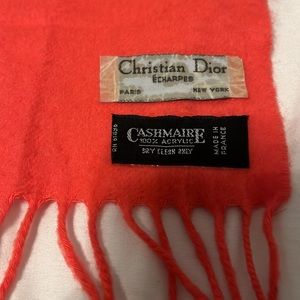 Christian Dior
ÉCHARPES
PARIS NEW YORK
CASHMAIRE
100% ACRYLIC
DRY CLEAN ONLY
MADE IN
FRANCE